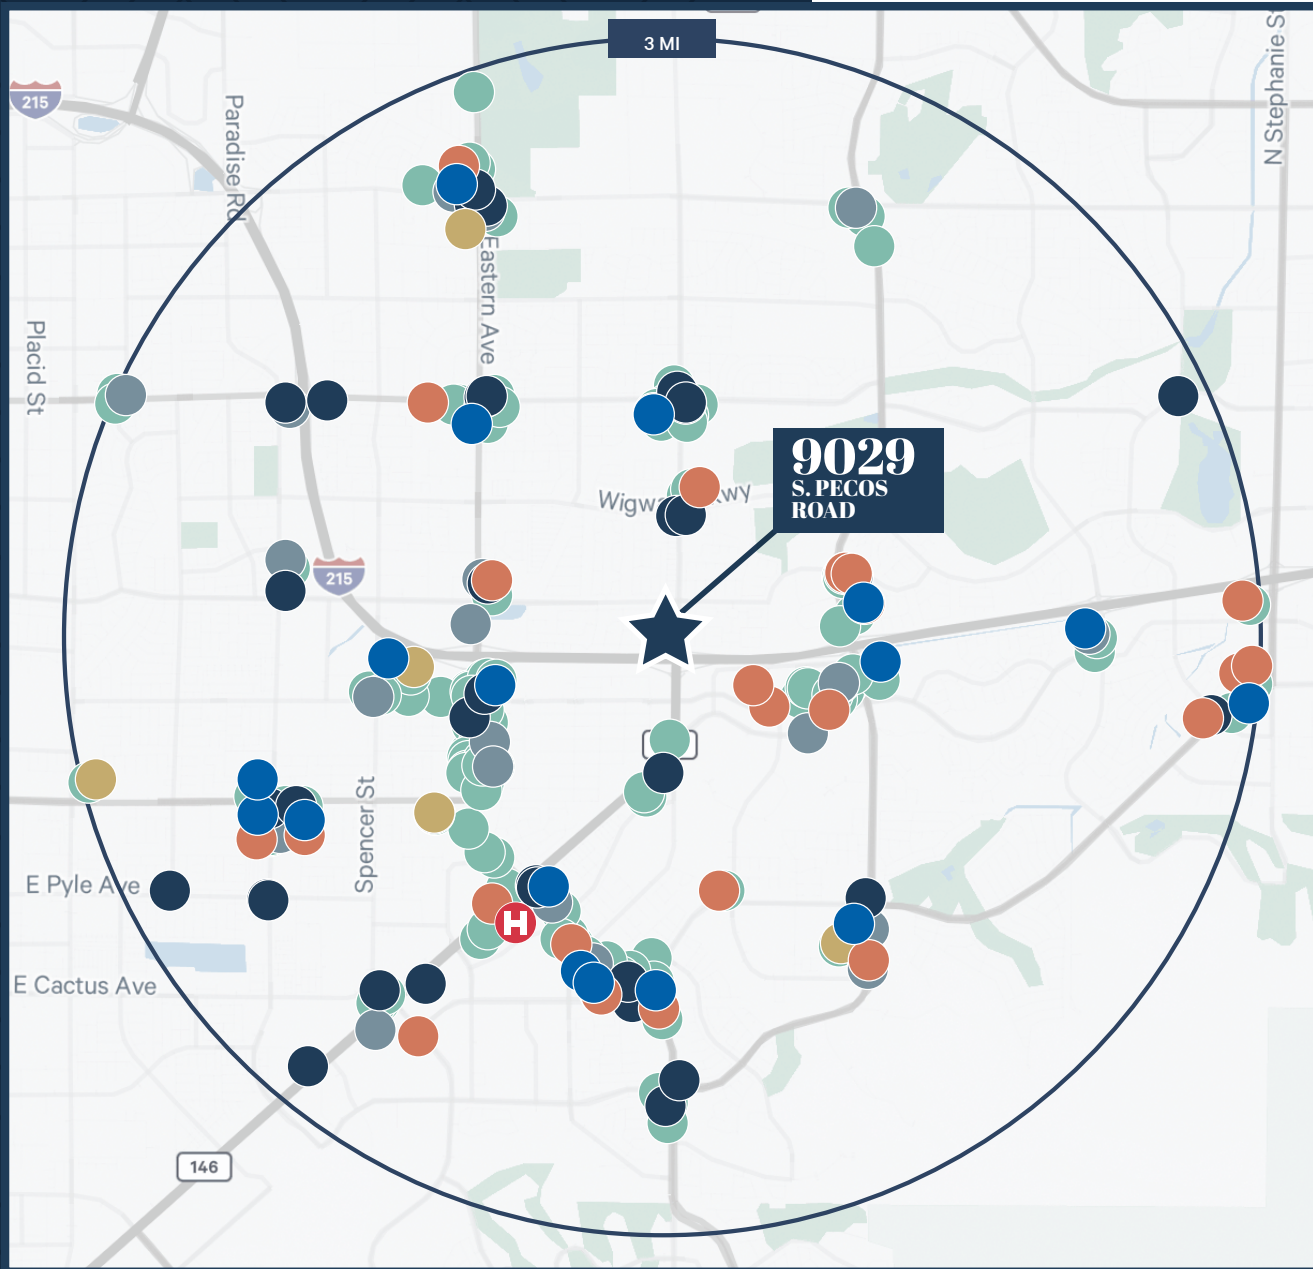 3 MI
215
Paradise Rd
N Stephanie St
Eastern Ave
Placid St
9029
S. PECOS
ROAD
215
Spencer St
E Pyle Ave
H
E Cactus Ave
146